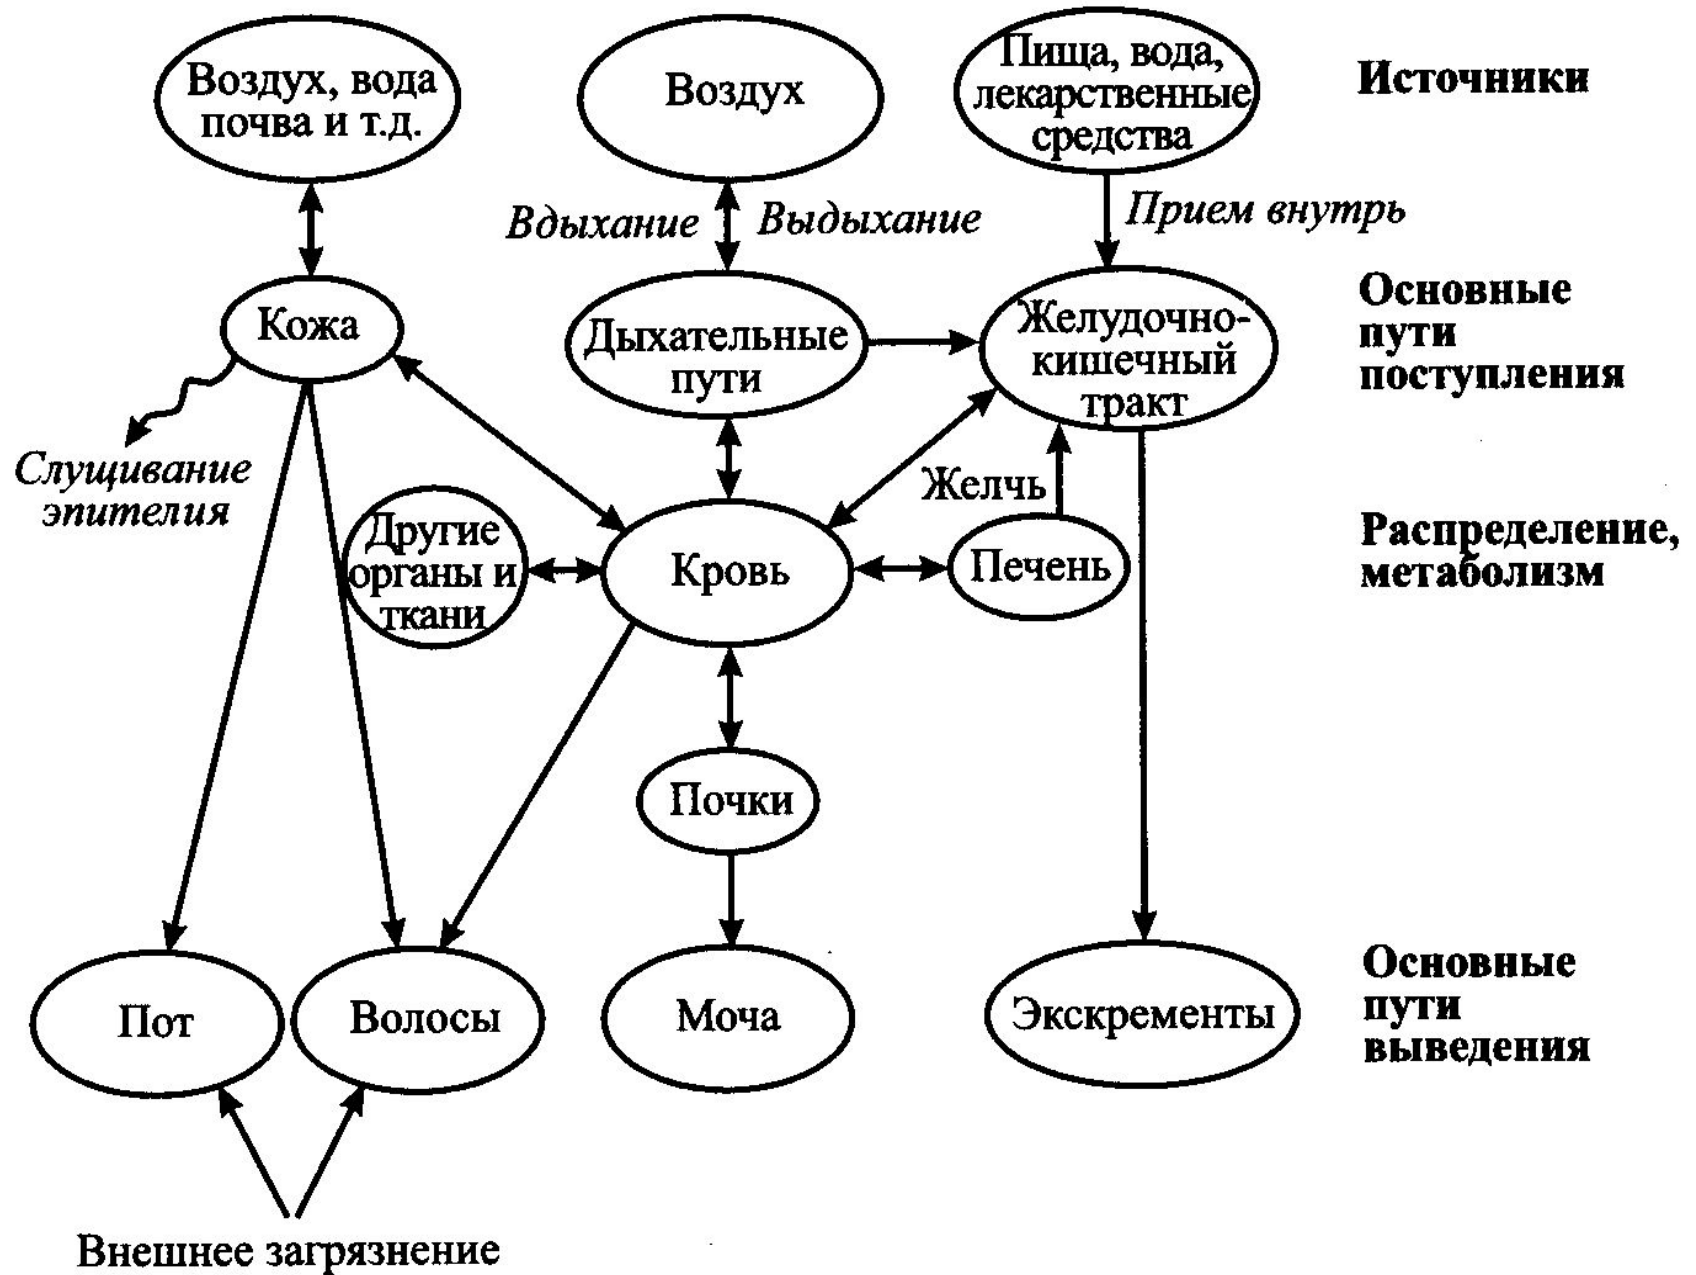 Воздух, вода
почва и т.д.
Воздух
Пища, вода,
лекарственные
средства
Источники
Вдыхание
Выдыхание
Прием внутрь
Кожа
Дыхательные
пути
Желудочно-
кишечный
тракт
Основные
пути
поступления
Слущивание
эпителия
Другие
органы и
ткани
Кровь
Желчь
Печень
Распределение,
метаболизм
Почки
Пот
Волосы
Моча
Экскременты
Основные
пути
выведения
Внешнее загрязнение